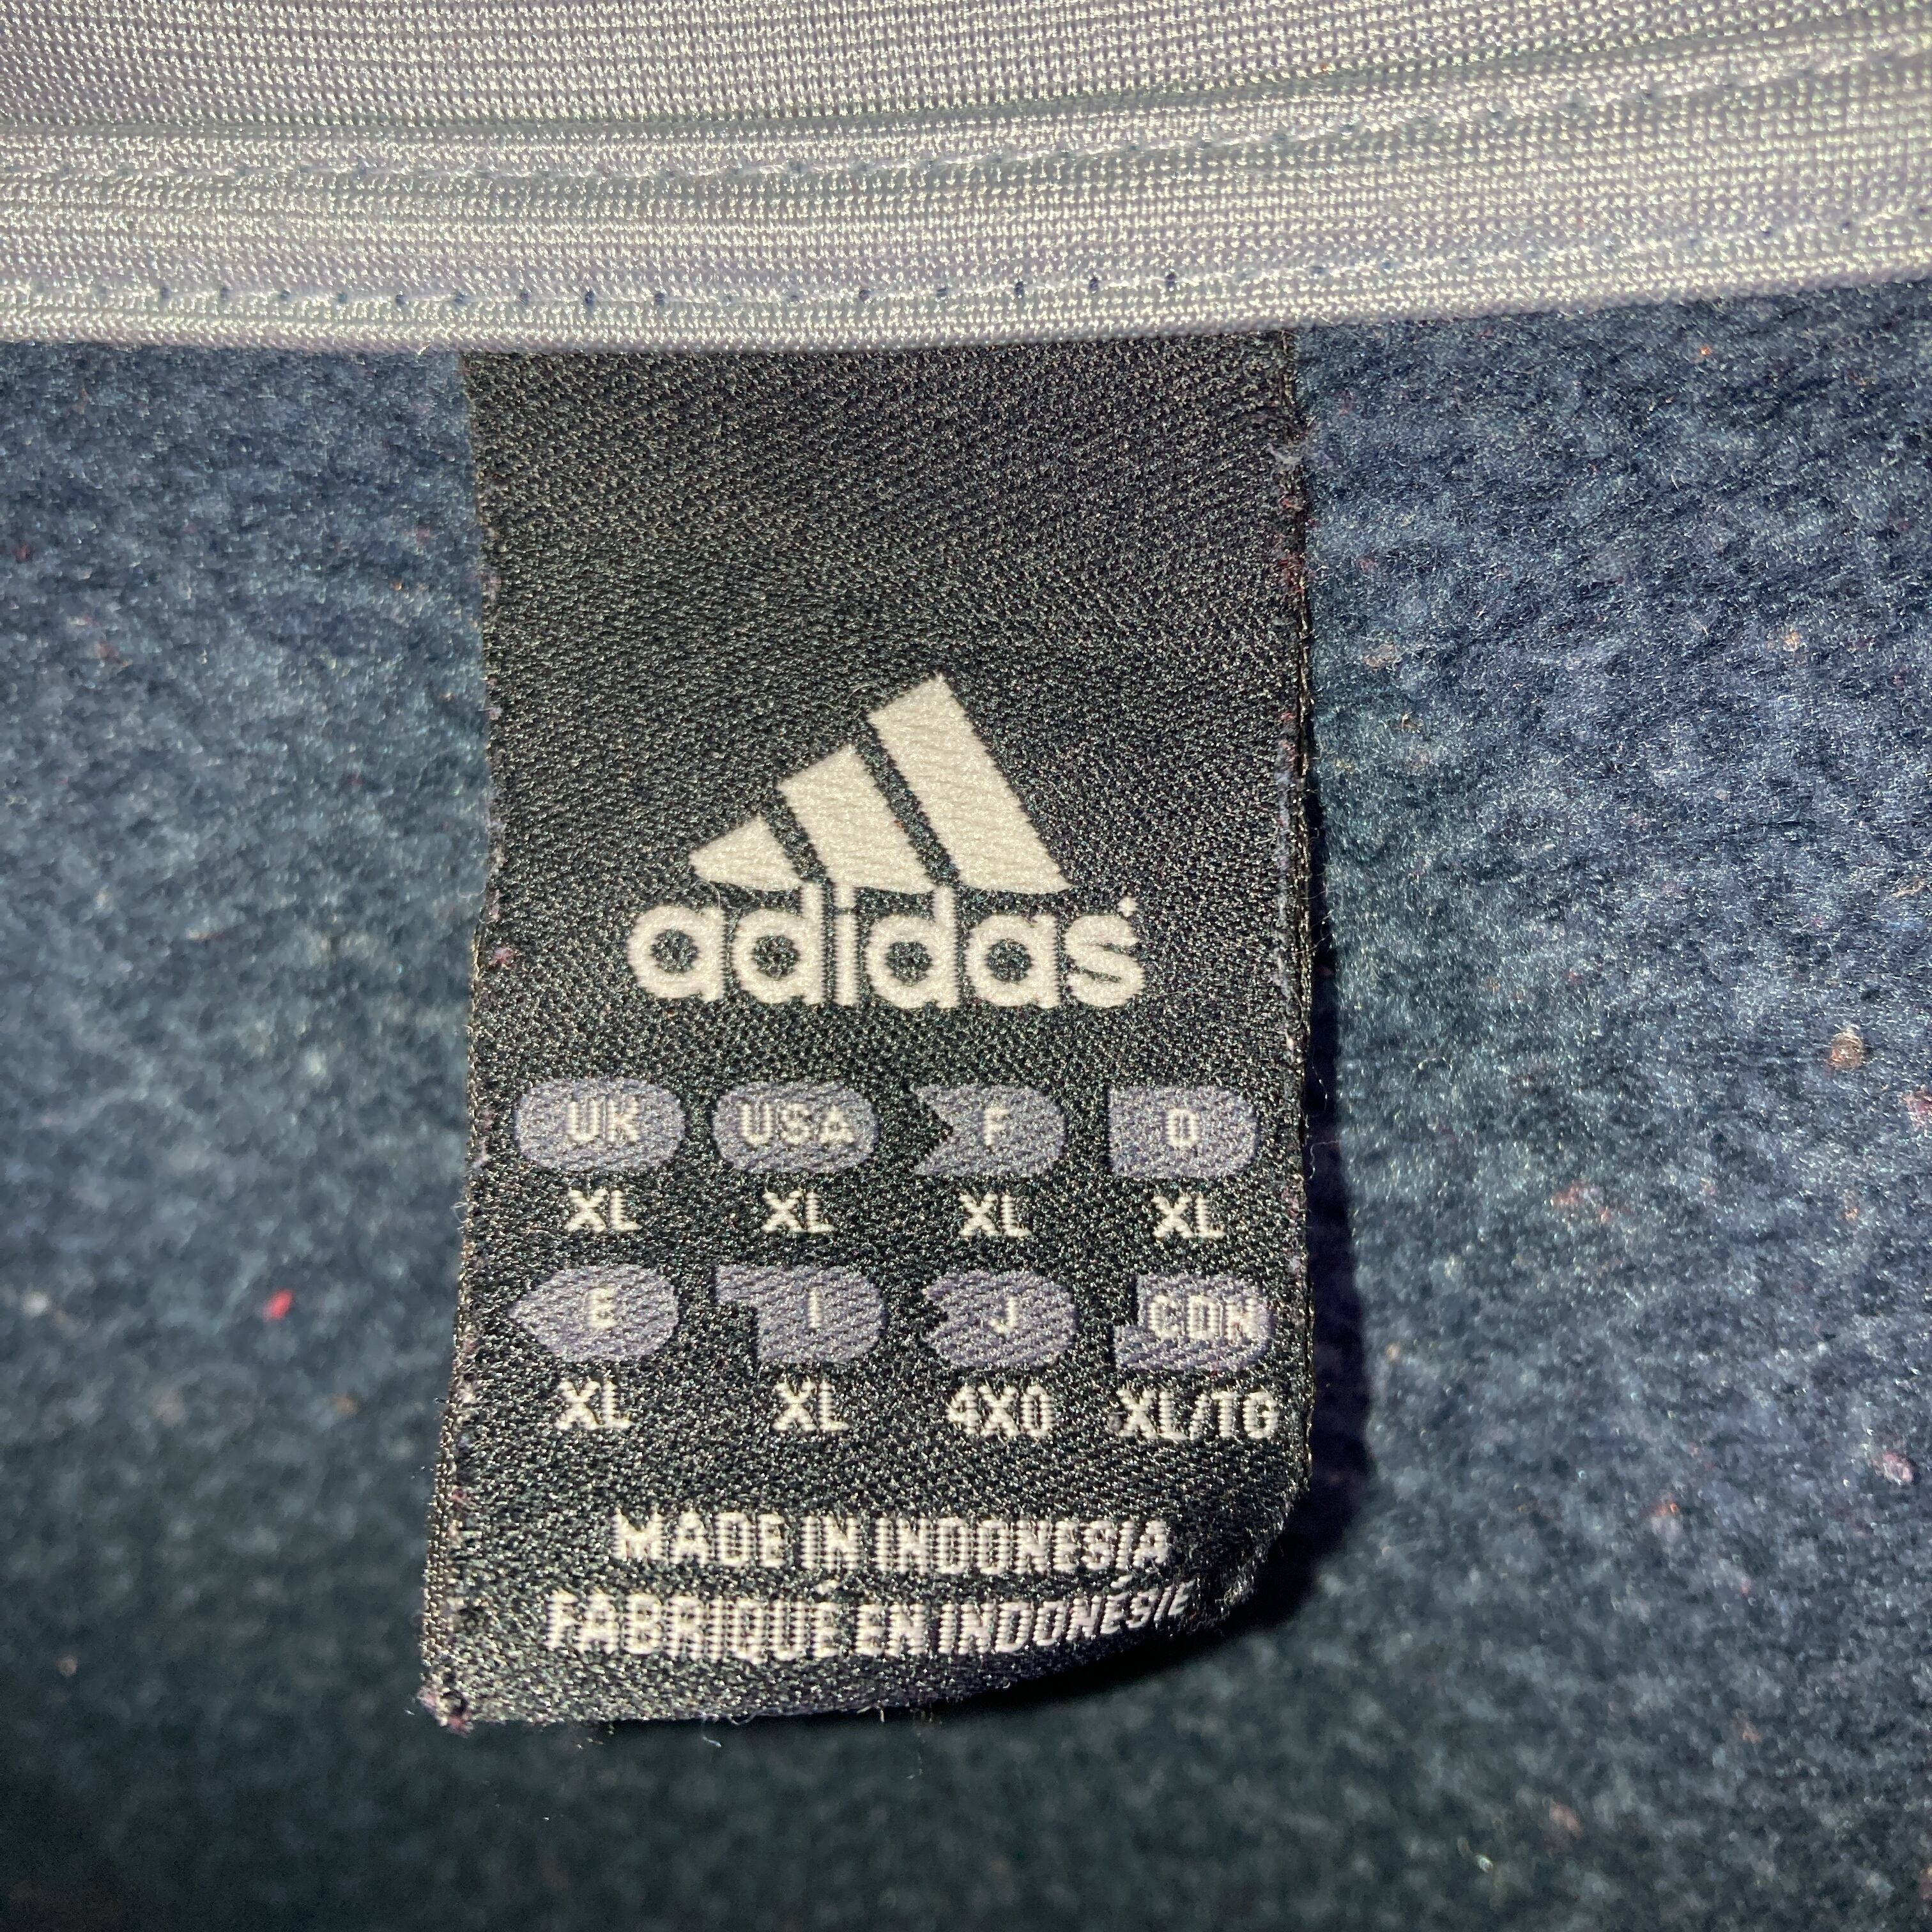 adidas
UK USA F D
XL XL XL XL
E I J CDN
XL XL 4XO XL/TG
MADE IN INDONESIA
FABRIQUÉ EN INDONÉSIE